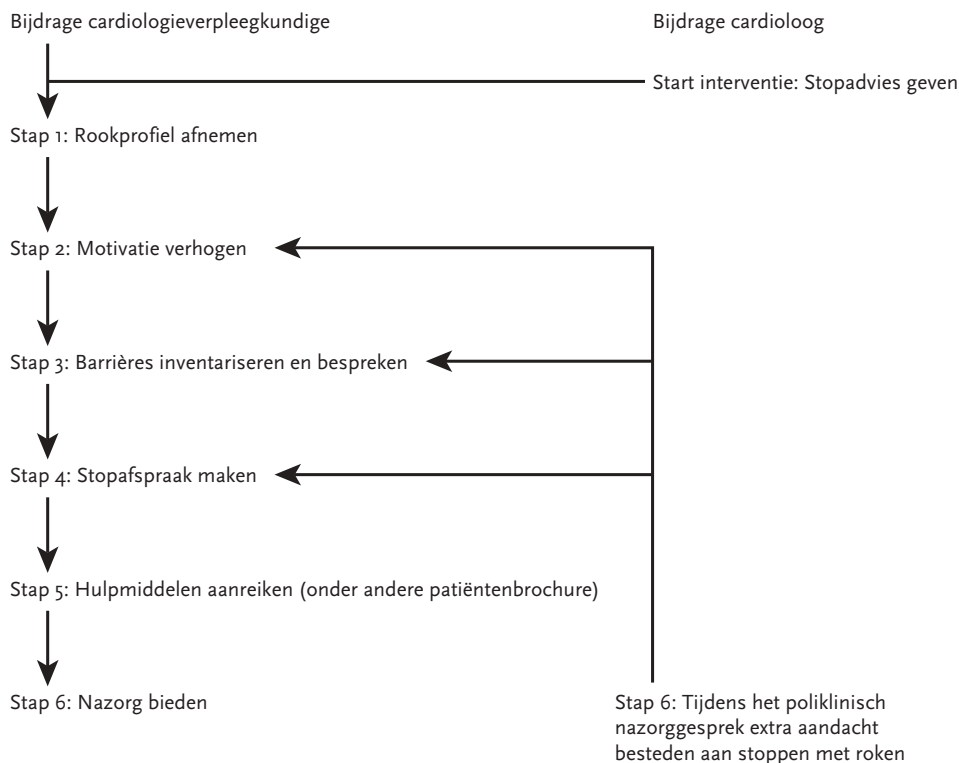 Bijdrage cardiologieverpleegkundige
Bijdrage cardioloog
Start interventie: Stopadvies geven
Stap 1: Rookprofiel afnemen
Stap 2: Motivatie verhogen
Stap 3: Barrières inventariseren en bespreken
Stap 4: Stopafspraak maken
Stap 5: Hulpmiddelen aanreiken (onder andere patiëntenbrochure)
Stap 6: Nazorg bieden
Stap 6: Tijdens het poliklinisch
nazorggesprek extra aandacht
besteden aan stoppen met roken